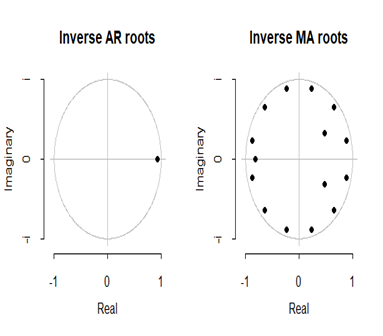 Inverse AR roots
Imaginary
i
0
-i
-1
0
1
Real
Inverse MA roots
Imaginary
i
0
-i
-1
0
1
Real